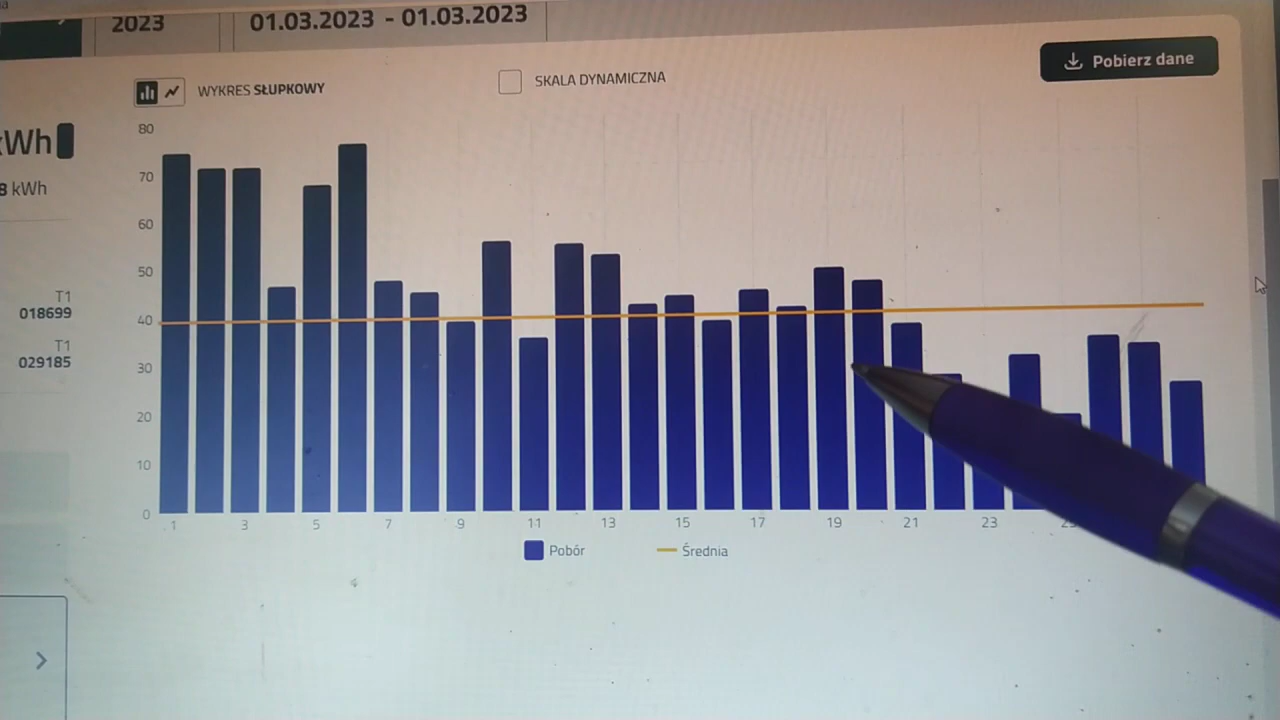 2023
01.03.2023 - 01.03.2023
Pobierz dane
WYKRES SŁUPKOWY
SKALA DYNAMICZNA
kWh
8 kWh
T1
018699
T1
029185
80
70
60
50
40
30
20
10
0
1 3 5 7 9 11 13 15 17 19 21 23
Pobór Średnia